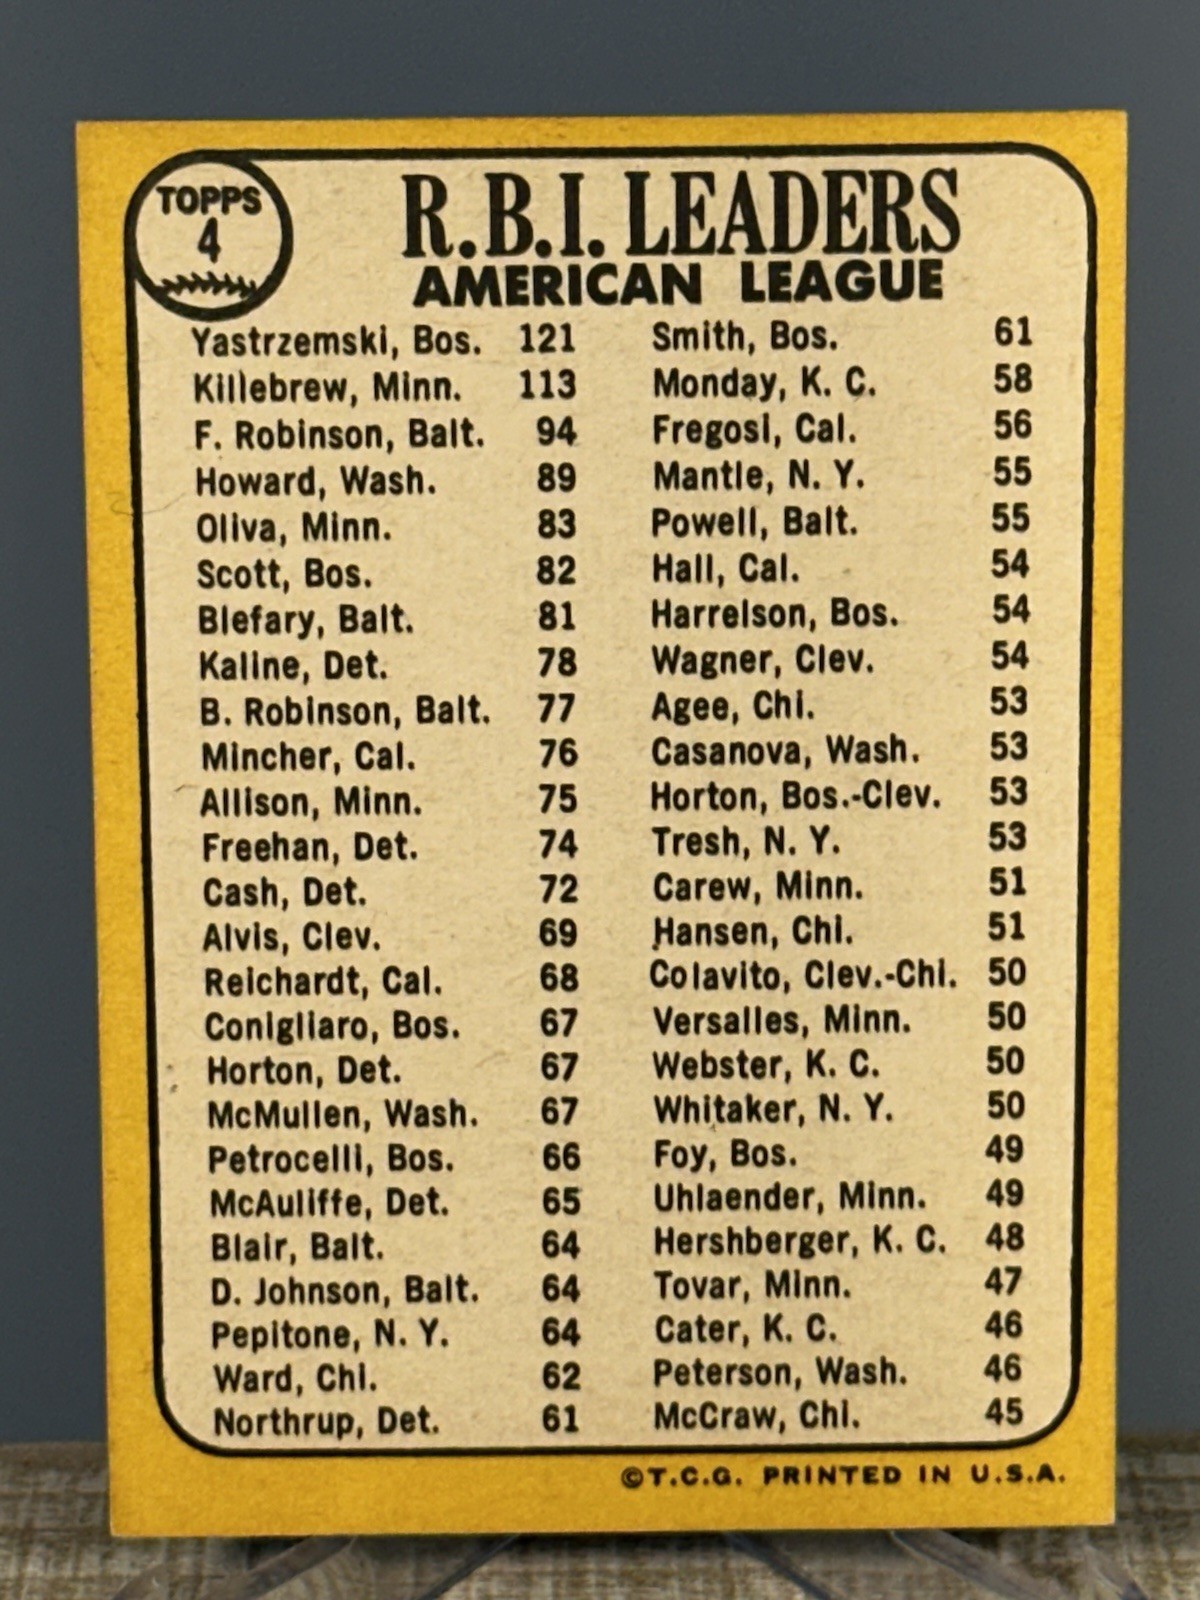 TOPPS
4
R.B.I. LEADERS
AMERICAN LEAGUE
Yastrzemski, Bos. 121
Killebrew, Minn. 113
F. Robinson, Balt. 94
Howard, Wash. 89
Oliva, Minn. 83
Scott, Bos. 82
Blefary, Balt. 81
Kaline, Det. 78
B. Robinson, Balt. 77
Mincher, Cal. 76
Allison, Minn. 75
Freehan, Det. 74
Cash, Det. 72
Alvis, Clev. 69
Reichardt, Cal. 68
Conigliaro, Bos. 67
Horton, Det. 67
McMullen, Wash. 67
Petrocelli, Bos. 66
McAuliffe, Det. 65
Blair, Balt. 64
D. Johnson, Balt. 64
Pepitone, N. Y. 64
Ward, Chi. 62
Northrup, Det. 61
Smith, Bos. 61
Monday, K. C. 58
Fregosi, Cal. 56
Mantle, N. Y. 55
Powell, Balt. 55
Hall, Cal. 54
Harrelson, Bos. 54
Wagner, Clev. 54
Agee, Chi. 53
Casanova, Wash. 53
Horton, Bos.-Clev. 53
Tresh, N. Y. 53
Carew, Minn. 51
Hansen, Chi. 51
Colavito, Clev.-Chi. 50
Versalles, Minn. 50
Webster, K. C. 50
Whitaker, N. Y. 50
Foy, Bos. 49
Uhlaender, Minn. 49
Hershberger, K. C. 48
Tovar, Minn. 47
Cater, K. C. 46
Peterson, Wash. 46
McCraw, Chi. 45
©T.C.G. PRINTED IN U.S.A.